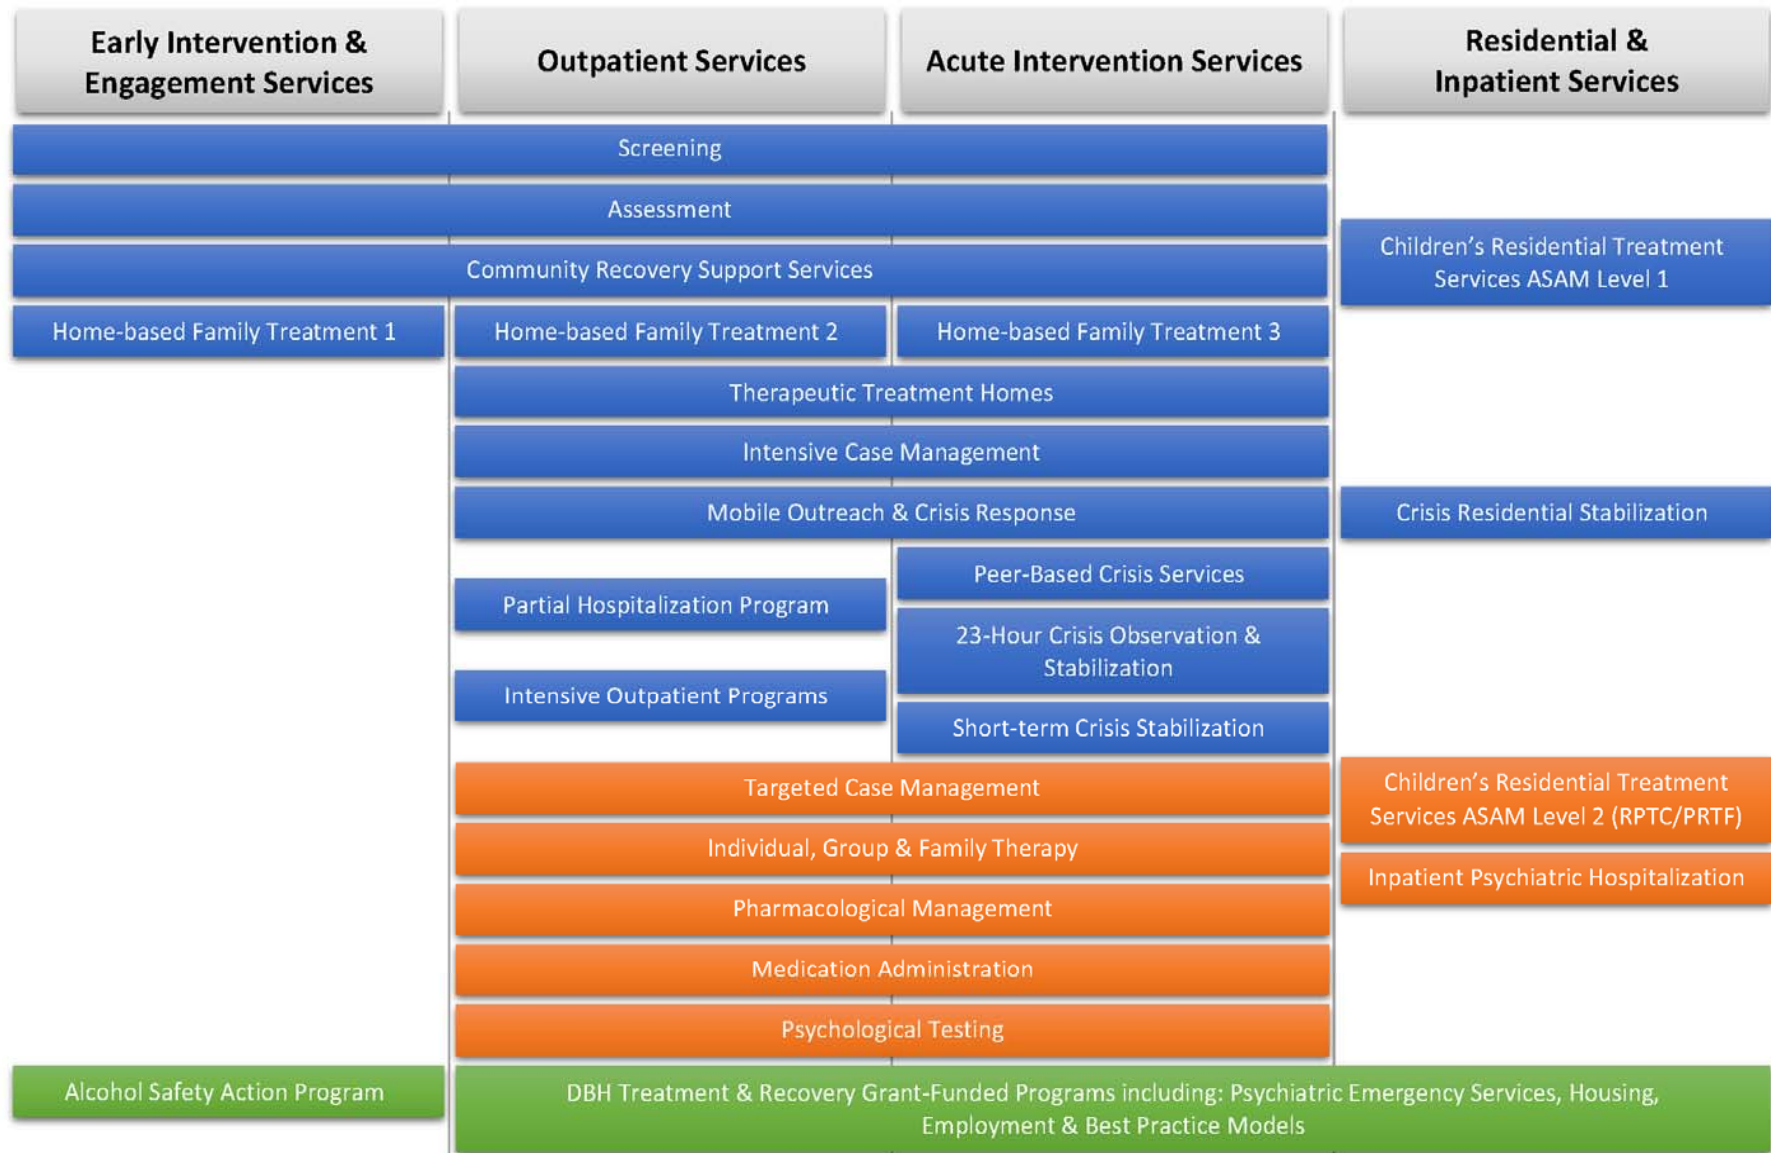 Early Intervention &
Engagement Services
Outpatient Services
Acute Intervention Services
Residential &
Inpatient Services
Screening
Assessment
Community Recovery Support Services
Children’s Residential Treatment
Services ASAM Level 1
Home-based Family Treatment 1
Home-based Family Treatment 2
Home-based Family Treatment 3
Therapeutic Treatment Homes
Intensive Case Management
Mobile Outreach & Crisis Response
Crisis Residential Stabilization
Partial Hospitalization Program
Intensive Outpatient Programs
Peer-Based Crisis Services
23-Hour Crisis Observation &
Stabilization
Short-term Crisis Stabilization
Targeted Case Management
Children’s Residential Treatment
Services ASAM Level 2 (RPTC/PRTF)
Individual, Group & Family Therapy
Inpatient Psychiatric Hospitalization
Pharmacological Management
Medication Administration
Psychological Testing
Alcohol Safety Action Program
DBH Treatment & Recovery Grant-Funded Programs including: Psychiatric Emergency Services, Housing,
Employment & Best Practice Models